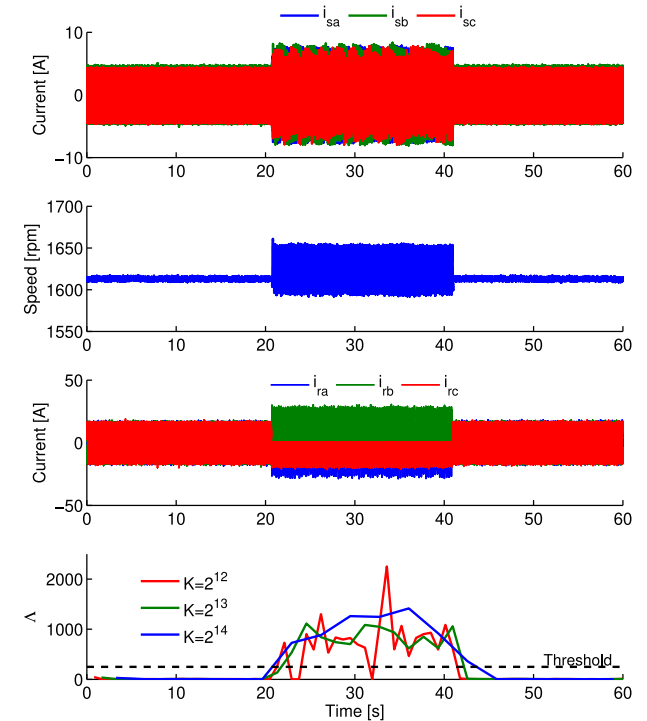 i_sa i_sb i_sc
Current [A]
10
0
−10
0 10 20 30 40 50 60
Speed [rpm]
1700
1650
1600
1550
0 10 20 30 40 50 60
i_ra i_rb i_rc
Current [A]
50
0
−50
0 10 20 30 40 50 60
Λ
2000
1000
0
K=2^12
K=2^13
K=2^14
Threshold
0 10 20 30 40 50 60
Time [s]